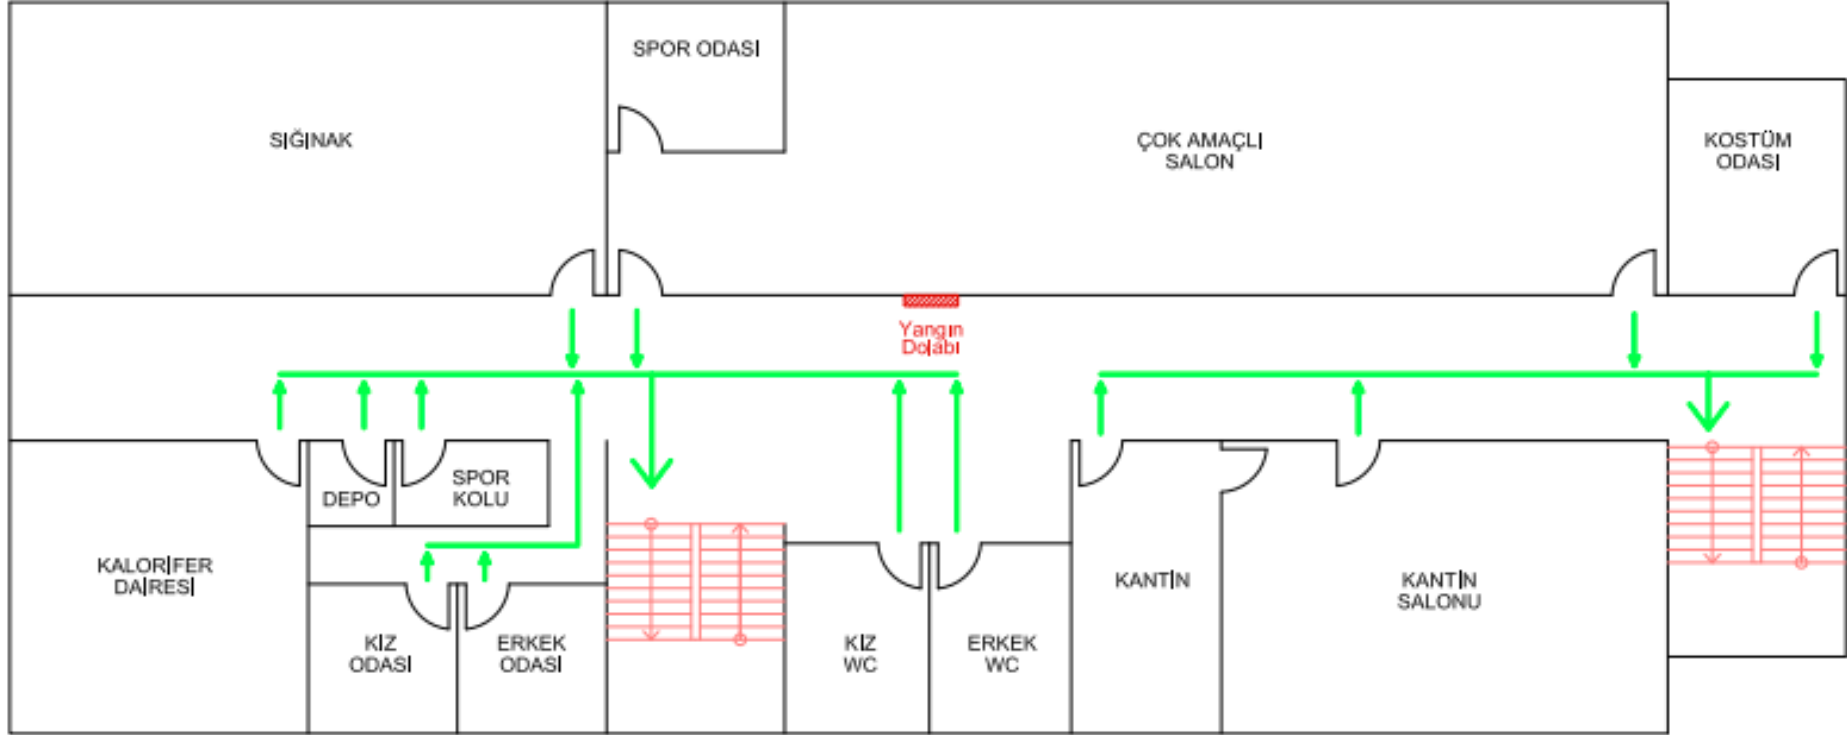 SPOR ODASI
SIĞINAK
ÇOK AMAÇLI
SALON
KOSTÜM
ODASI
Yangın
Dolabı
DEPO
SPOR
KOLU
KALORİFER
DAİRESİ
KIZ
ODASI
ERKEK
ODASI
KIZ
WC
ERKEK
WC
KANTİN
KANTİN
SALONU